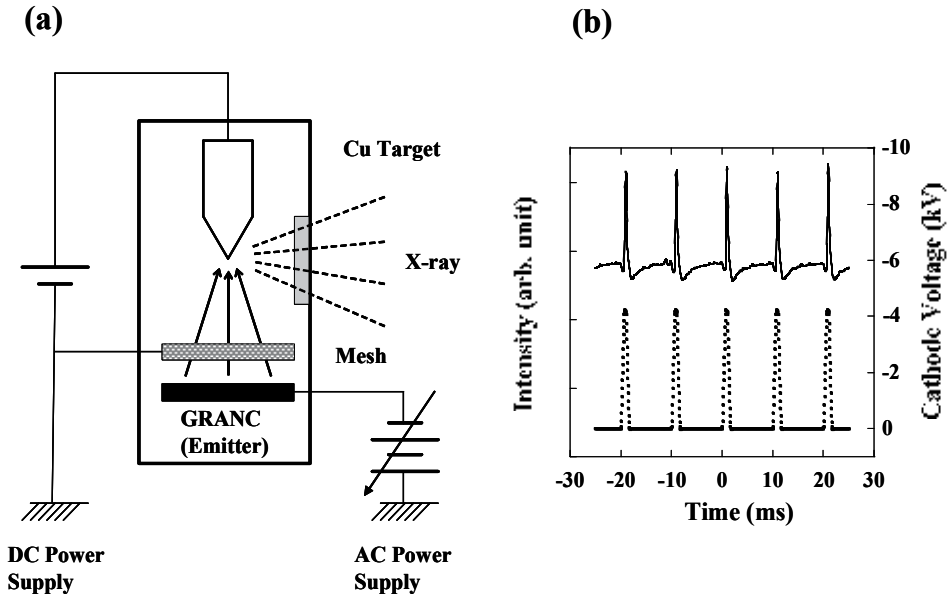 (a)
Cu Target
X-ray
Mesh
GRANC
(Emitter)
DC Power
Supply
AC Power
Supply
(b)
Intensity (arb. unit)
-10
-8
-6
-4
-2
0
Cathode Voltage (kV)
-30 -20 -10 0 10 20 30
Time (ms)